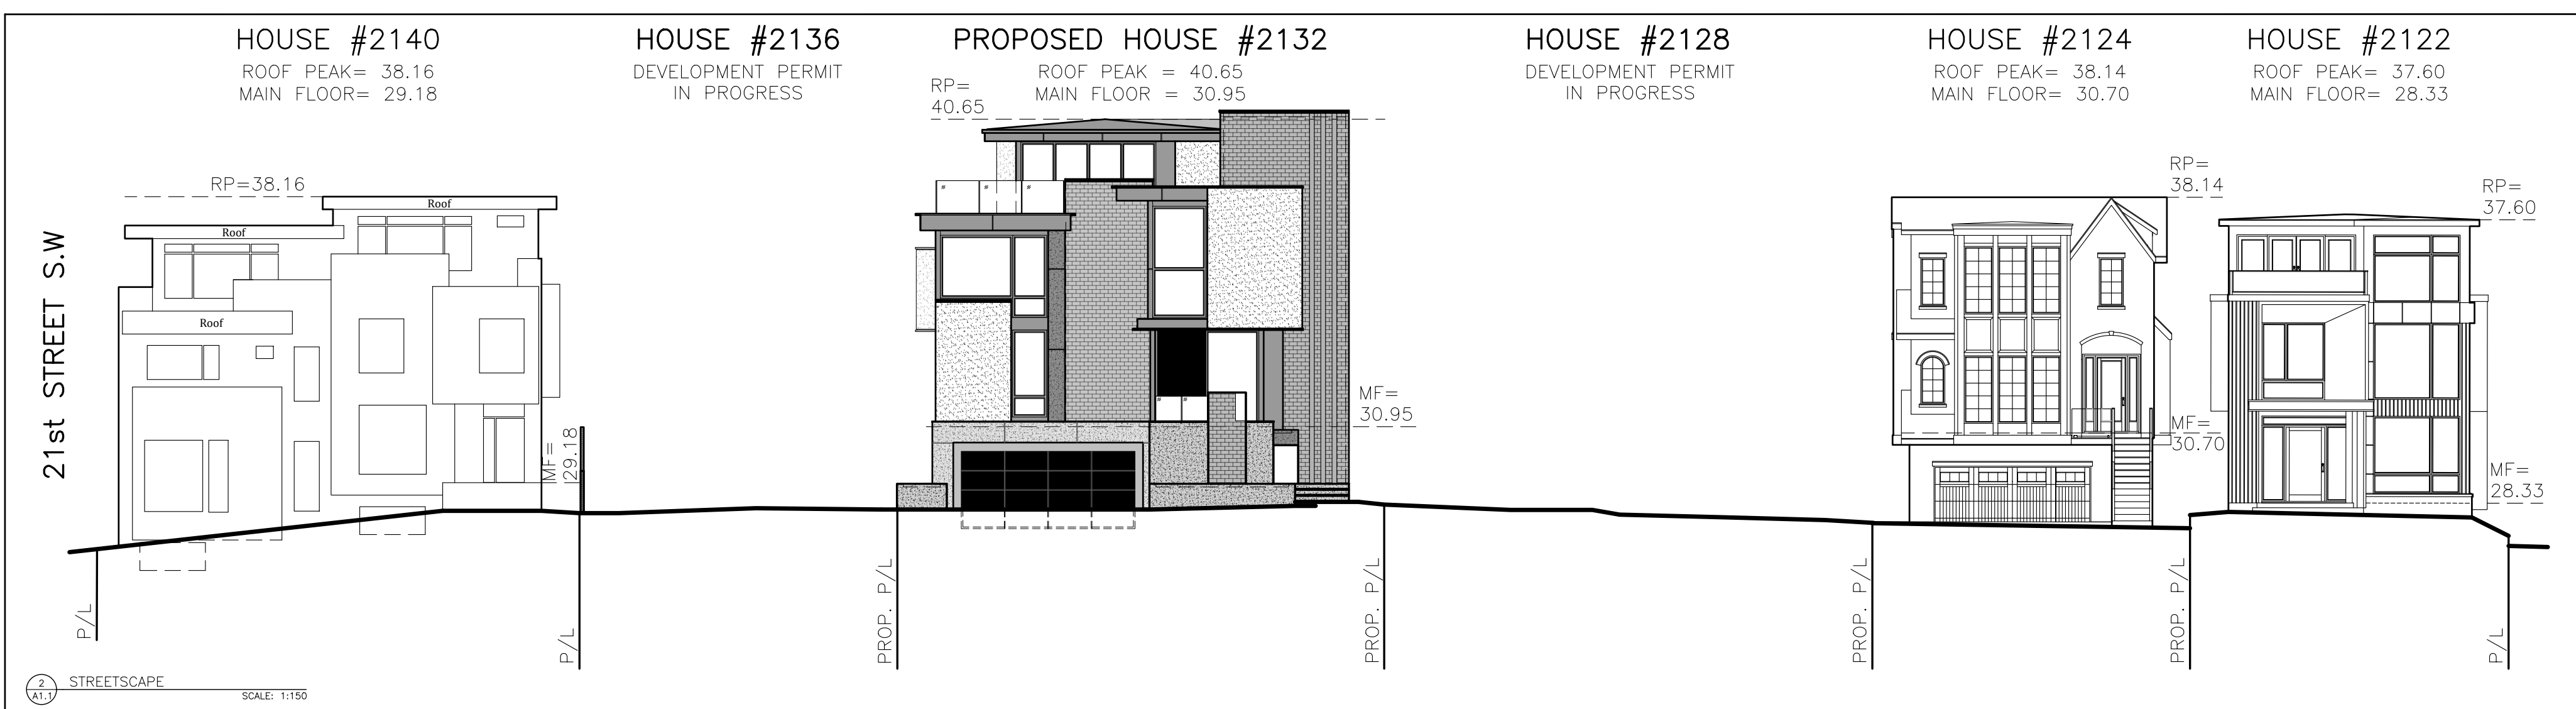 HOUSE #2140
ROOF PEAK= 38.16
MAIN FLOOR= 29.18
HOUSE #2136
DEVELOPMENT PERMIT
IN PROGRESS
PROPOSED HOUSE #2132
ROOF PEAK = 40.65
MAIN FLOOR = 30.95
HOUSE #2128
DEVELOPMENT PERMIT
IN PROGRESS
HOUSE #2124
ROOF PEAK= 38.14
MAIN FLOOR= 30.70
HOUSE #2122
ROOF PEAK= 37.60
MAIN FLOOR= 28.33
21st STREET S.W
RP=38.16
Roof
Roof
Roof
MF=
29.18
RP=
40.65
MF=
30.95
RP=
38.14
MF=
30.70
RP=
37.60
MF=
28.33
P/L
P/L
PROP. P/L
PROP. P/L
PROP. P/L
PROP. P/L
P/L
2
A1.1
STREETSCAPE
SCALE: 1:150